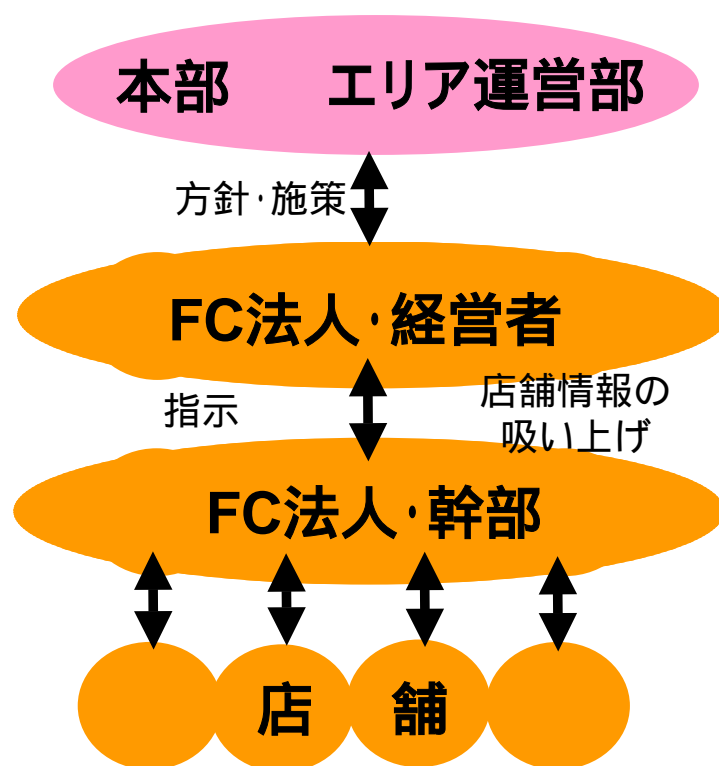 本部　エリア運営部
方針・施策
FC法人・経営者
指示
店舗情報の
吸い上げ
FC法人・幹部
店　舗